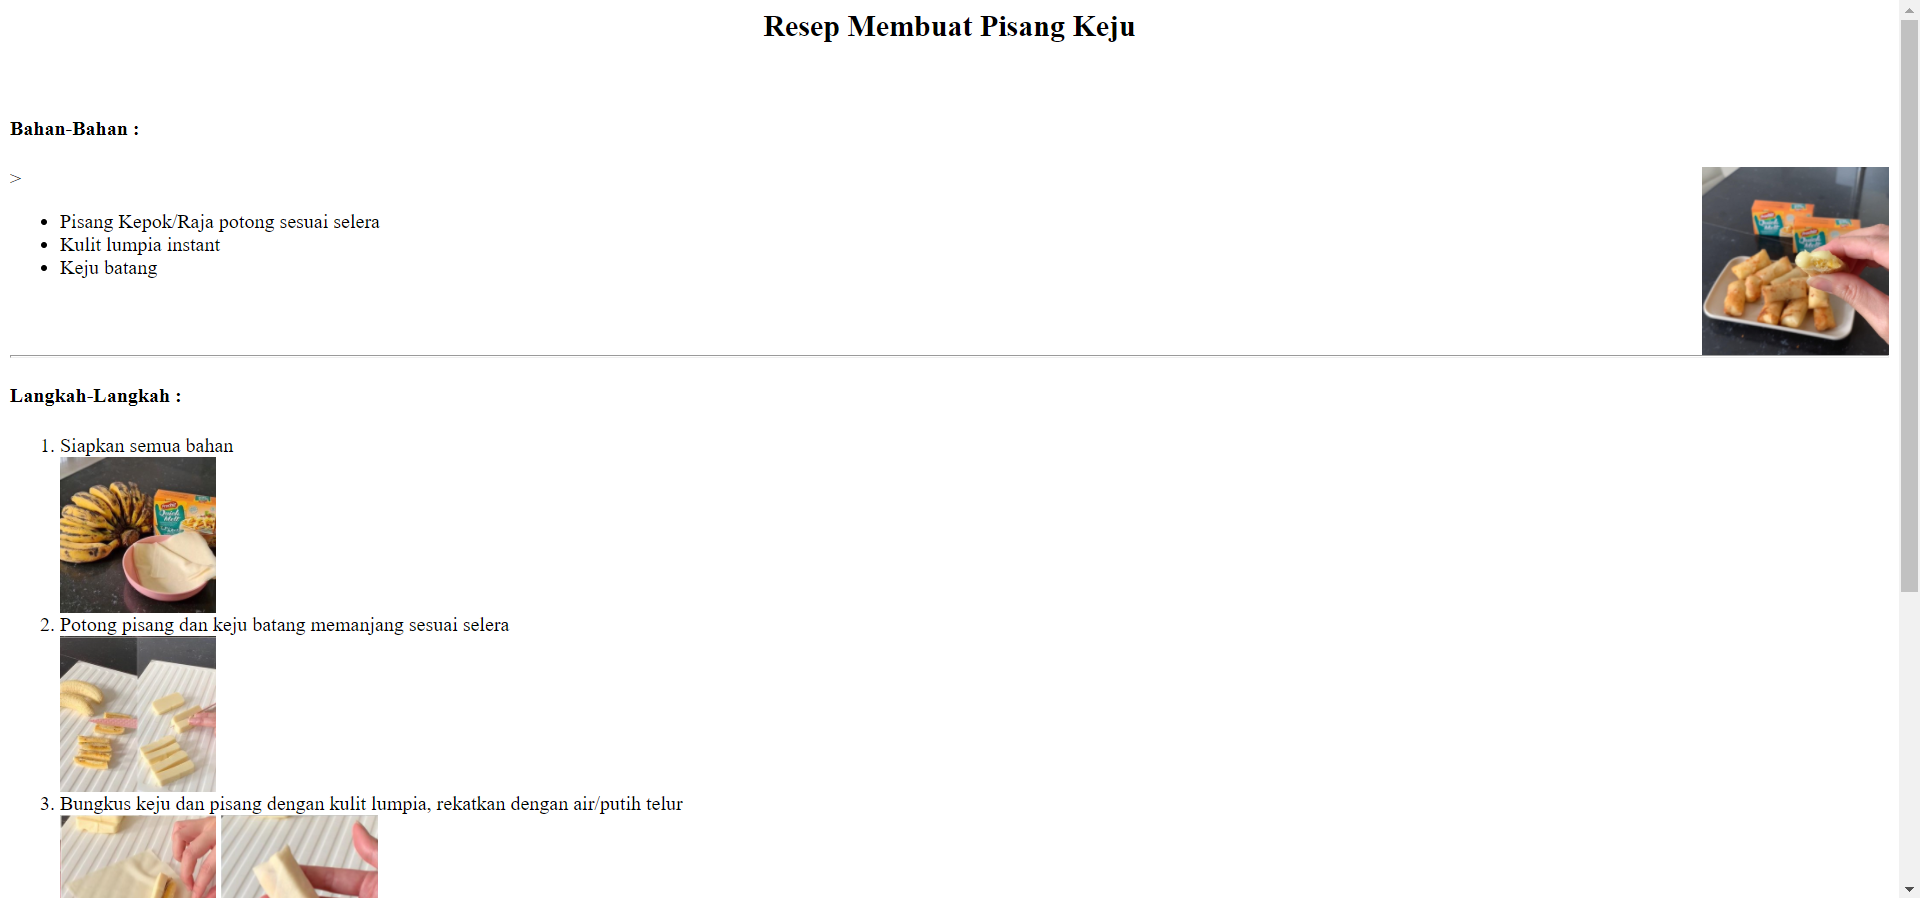 Resep Membuat Pisang Keju
Bahan-Bahan :
>
Pisang Kepok/Raja potong sesuai selera
Kulit lumpia instant
Keju batang
Langkah-Langkah :
1. Siapkan semua bahan
2. Potong pisang dan keju batang memanjang sesuai selera
3. Bungkus keju dan pisang dengan kulit lumpia, rekatkan dengan air/putih telur